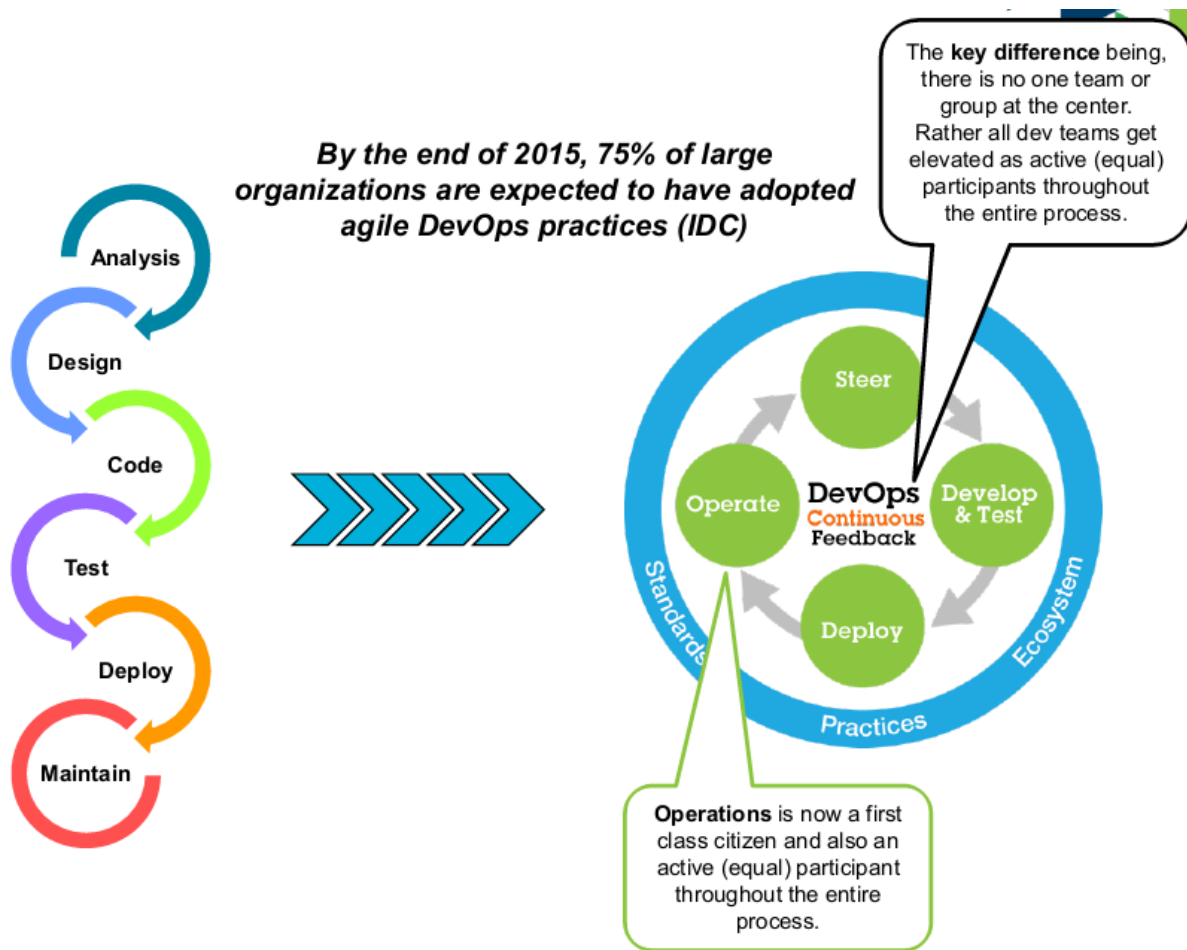 The key difference being,
there is no one team or
group at the center.
Rather all dev teams get
elevated as active (equal)
participants throughout
the entire process.
By the end of 2015, 75% of large
organizations are expected to have adopted
agile DevOps practices (IDC)
Analysis
Design
Code
Test
Deploy
Maintain
Steer
Operate
DevOps
Continuous
Feedback
Develop
& Test
Deploy
Standards
Practices
Ecosystem
Operations is now a first
class citizen and also an
active (equal) participant
throughout the entire
process.